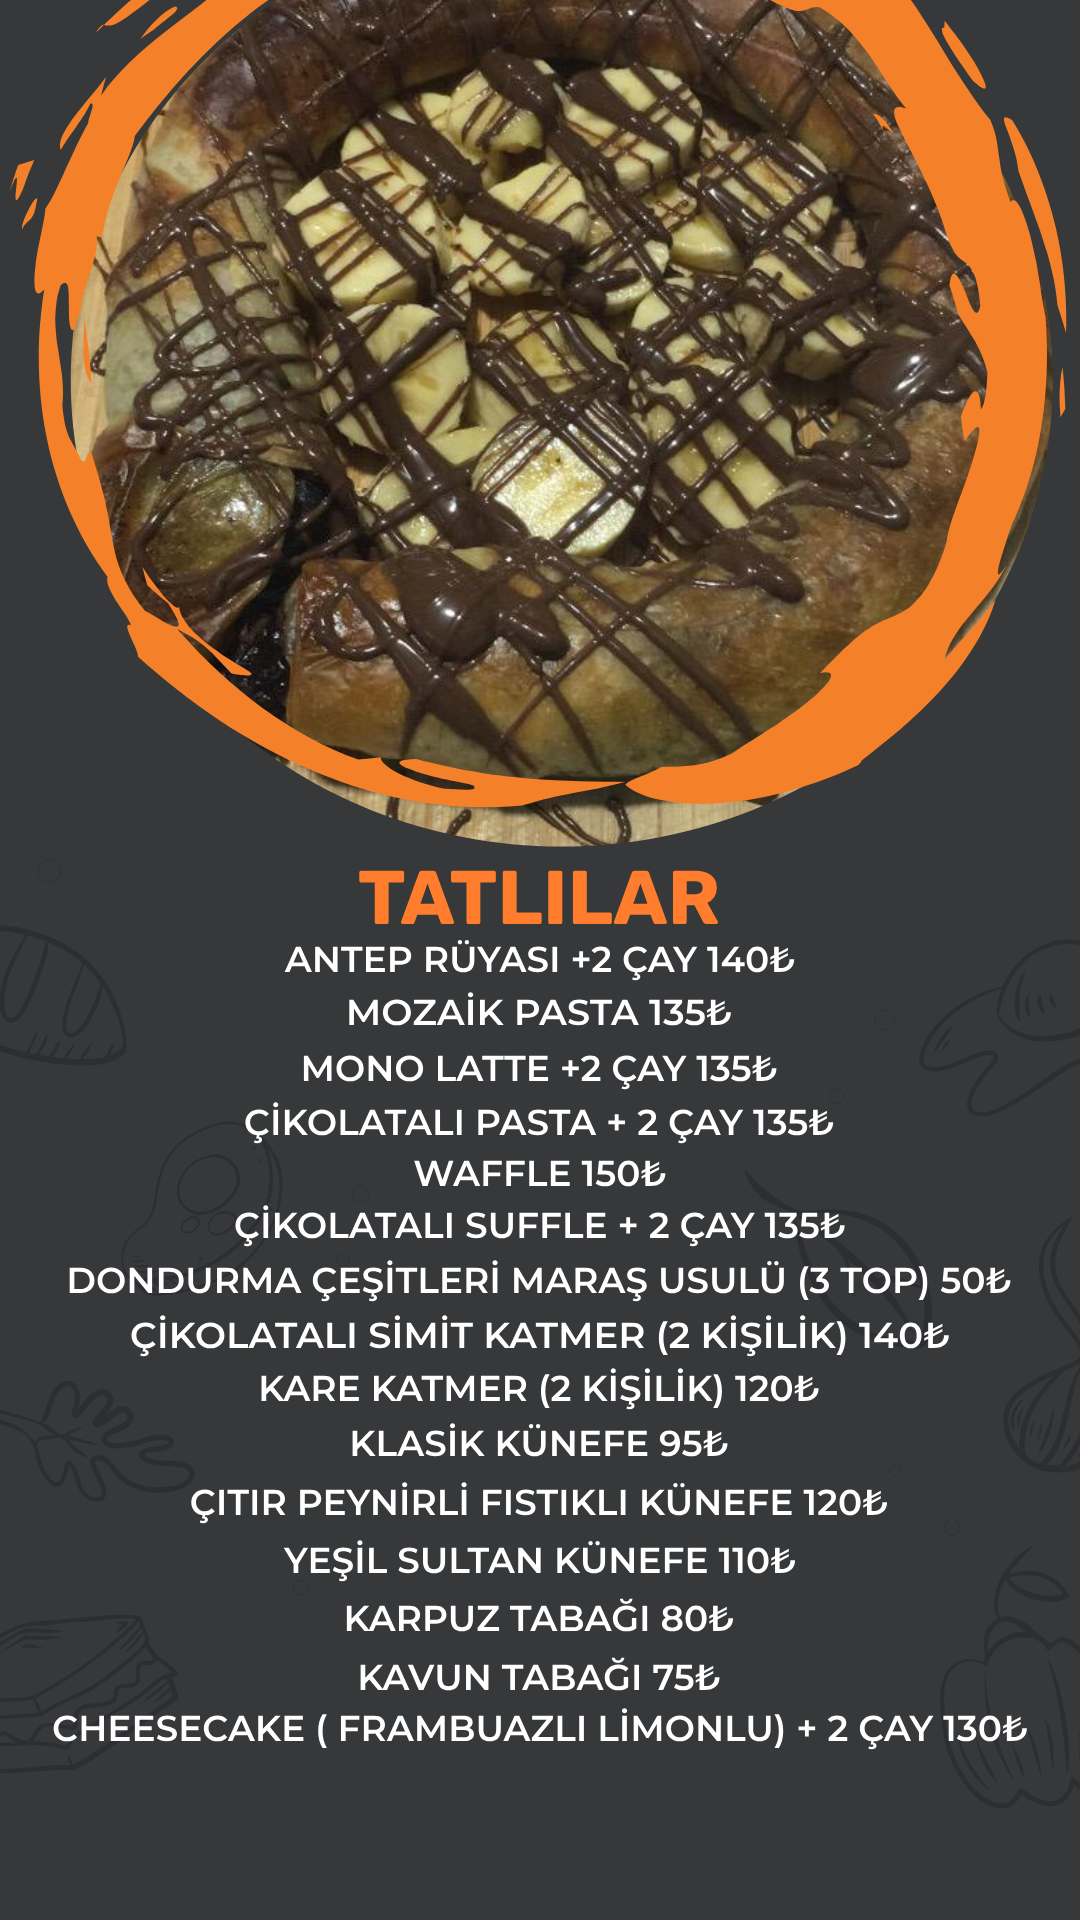 TATLILAR
ANTEP RÜYASI +2 ÇAY 140₺
MOZAİK PASTA 135₺
MONO LATTE +2 ÇAY 135₺
ÇİKOLATALI PASTA + 2 ÇAY 135₺
WAFFLE 150₺
ÇİKOLATALI SUFFLE + 2 ÇAY 135₺
DONDURMA ÇEŞİTLERİ MARAŞ USULÜ (3 TOP) 50₺
ÇİKOLATALI SİMİT KATMER (2 KİŞİLİK) 140₺
KARE KATMER (2 KİŞİLİK) 120₺
KLASİK KÜNEFE 95₺
ÇITIR PEYNİRLİ FISTIKLI KÜNEFE 120₺
YEŞİL SULTAN KÜNEFE 110₺
KARPUZ TABAĞI 80₺
KAVUN TABAĞI 75₺
CHEESECAKE ( FRAMBUAZLI LİMONLU) + 2 ÇAY 130₺